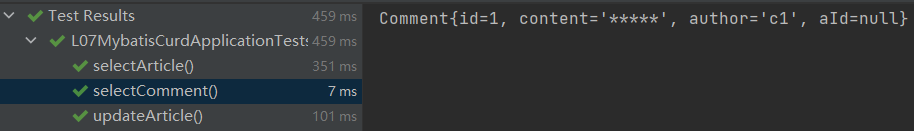 Test Results 459 ms
L07MybatisCurdApplicationTests 459 ms
selectArticle() 351 ms
selectComment() 7 ms
updateArticle() 101 ms
Comment{id=1, content='*****', author='c1', aId=null}